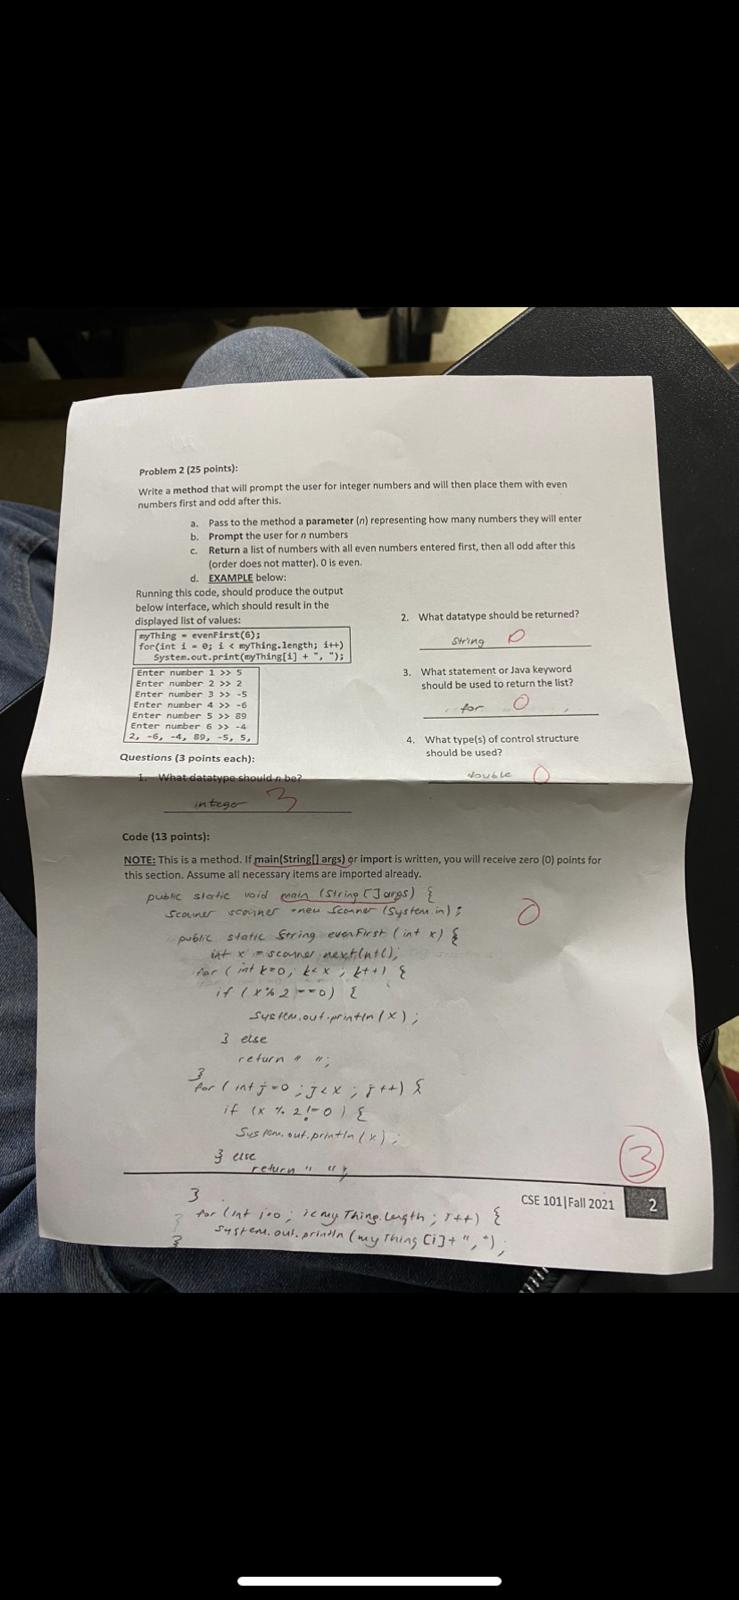 Problem 2 (25 points):
Write a method that will prompt the user for integer numbers and will then place them with even
numbers first and odd after this.
a. Pass to the method a parameter (n) representing how many numbers they will enter
b. Prompt the user for n numbers
c. Return a list of numbers with all even numbers entered first, then all odd after this
(order does not matter). 0 is even.
d. EXAMPLE below:
Running this code, should produce the output
below interface, which should result in the
displayed list of values:
myThing = evenFirst(6);
for(int i = 0; i < myThing.length; i++)
System.out.print(myThing[i] + ", ");
Enter number 1 >> 5
Enter number 2 >> 2
Enter number 3 >> -5
Enter number 4 >> -6
Enter number 5 >> 89
Enter number 6 >> -4
2, -6, -4, 89, -5, 5,
Questions (3 points each):
1. What datatype should n be?
integer 3
2. What datatype should be returned?
String 0
3. What statement or Java keyword
should be used to return the list?
for 0
4. What type(s) of control structure
should be used?
double 0
Code (13 points):
NOTE: This is a method. If main(String[] args) or import is written, you will receive zero (0) points for
this section. Assume all necessary items are imported already.
public static void main (String [] args) {
Scanner scanner = new Scanner (System.in); 0
public static String evenFirst (int x) {
int x = scanner.nextInt();
for (int k=0; k<x ; k++) {
if (x%2 ==0) {
System.out.println (x);
} else
return " ";
}
for (int j=0; j<x ; j++) {
if (x % 2 !=0) {
System.out.println (x);
} else
return " ";
3
}
for (int i=0; i<myThing.length; i++) {
System.out.println (myThing [i]+ ",");
}
}
CSE 101|Fall 2021 2